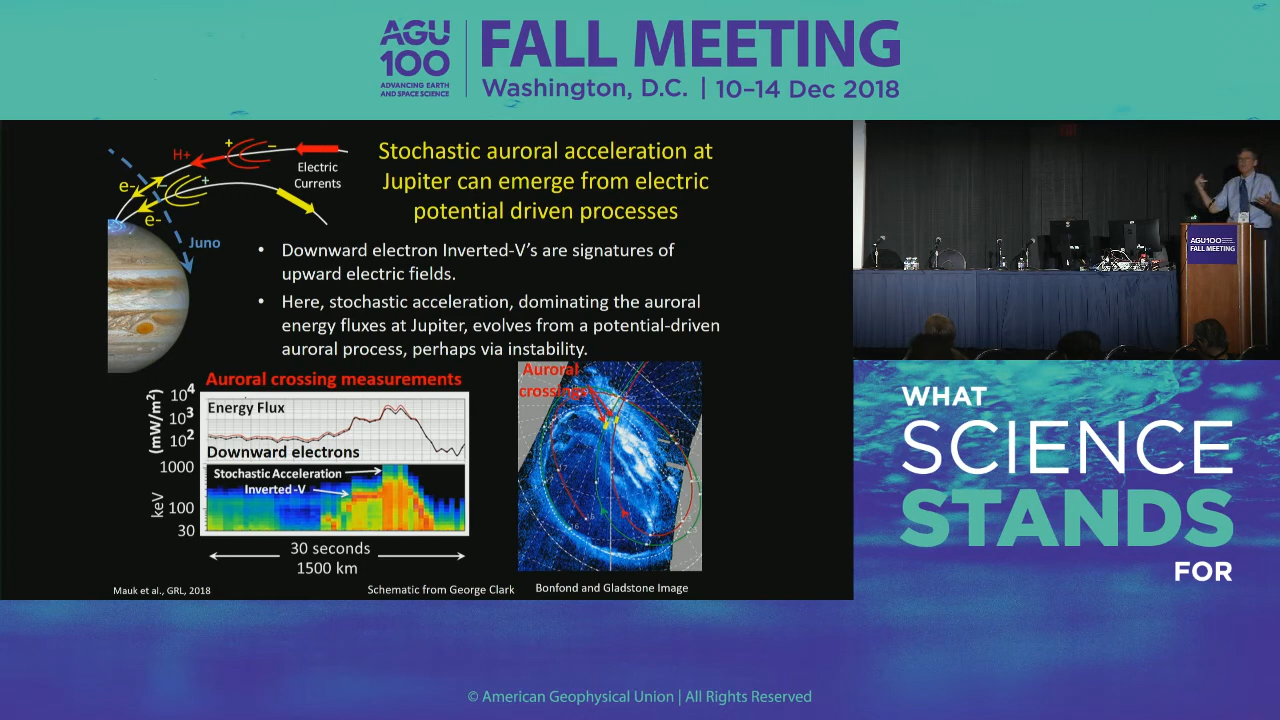 AGU
100
ADVANCING EARTH
AND SPACE SCIENCE
FALL MEETING
Washington, D.C. | 10–14 Dec 2018
H+
+
–
Electric
Currents
e-
–
+
e-
Juno
Stochastic auroral acceleration at
Jupiter can emerge from electric
potential driven processes
• Downward electron Inverted-V’s are signatures of
upward electric fields.
• Here, stochastic acceleration, dominating the auroral
energy fluxes at Jupiter, evolves from a potential-driven
auroral process, perhaps via instability.
Auroral crossing measurements
(mW/m²)
10⁴
10³
10²
Energy Flux
Downward electrons
keV
1000
100
30
Stochastic Acceleration
Inverted -V
30 seconds
1500 km
Auroral
crossings
Mauk et al., GRL, 2018
Schematic from George Clark
Bonfond and Gladstone Image
AGU100
FALL MEETING
WHAT
SCIENCE
STANDS
FOR
© American Geophysical Union | All Rights Reserved